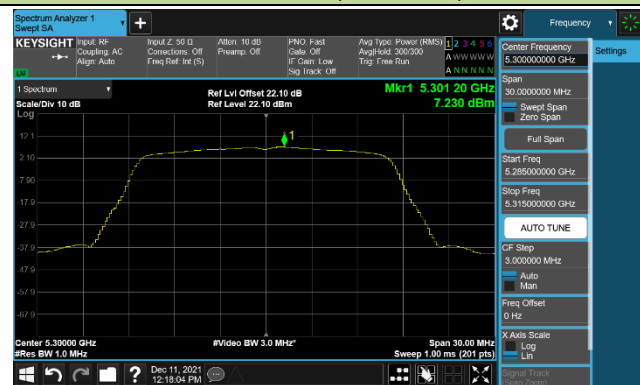 Spectrum Analyzer 1
Swept SA
+
Frequency
KEYSIGHT
Input: RF
Coupling: AC
Align: Auto
Input Z: 50 Ω
Corrections: Off
Freq Ref: Int (S)
Atten: 10 dB
Preamp: Off
PNO: Fast
Gate: Off
IF Gain: Low
Sig Track: Off
Avg Type: Power (RMS)
Avg|Hold: 300/300
Trig: Free Run
1 2 3 4 5 6
A W W W W W
A N N N N N
LXI
1 Spectrum
Scale/Div 10 dB
Log
Ref Lvl Offset 22.10 dB
Ref Level 22.10 dBm
Mkr1 5.301 20 GHz
7.230 dBm
1
12.1
2.10
-7.90
-17.9
-27.9
-37.9
-47.9
-57.9
-67.9
Center 5.30000 GHz
#Res BW 1.0 MHz
#Video BW 3.0 MHz*
Span 30.00 MHz
Sweep 1.00 ms (201 pts)
Center Frequency
5.300000000 GHz
Settings
Span
30.0000000 MHz
Swept Span
Zero Span
Full Span
Start Freq
5.285000000 GHz
Stop Freq
5.315000000 GHz
AUTO TUNE
CF Step
3.000000 MHz
Auto
Man
Freq Offset
0 Hz
X Axis Scale
Log
Lin
Signal Track
(Span Zoom)
?
Dec 11, 2021
12:18:04 PM